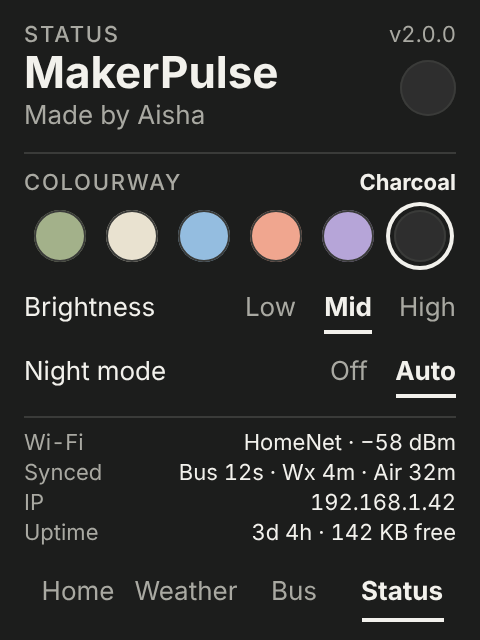 STATUS v2.0.0
MakerPulse
Made by Aisha
COLOURWAY Charcoal
Brightness Low Mid High
Night mode Off Auto
Wi-Fi HomeNet · −58 dBm
Synced Bus 12s · Wx 4m · Air 32m
IP 192.168.1.42
Uptime 3d 4h · 142 KB free
Home Weather Bus Status